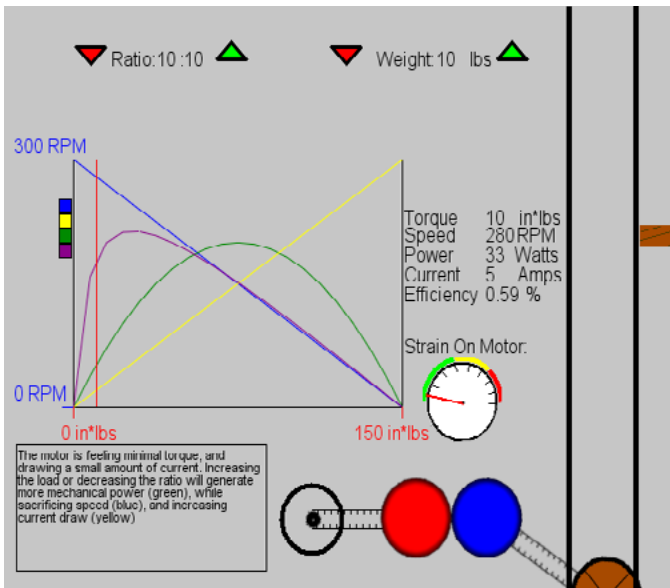 Ratio:10 :10
Weight:10 lbs
300 RPM
Torque 10 in*lbs
Speed 280RPM
Power 33 Watts
Current 5 Amps
Efficiency 0.59 %
Strain On Motor:
0 RPM
0 in*lbs
150 in*lbs
The motor is feeling minimal torque, and
drawing a small amount of current. Increasing
the load or decreasing the ratio will generate
more mechanical power (green), while
sacrificing speed (blue), and increasing
current draw (yellow)